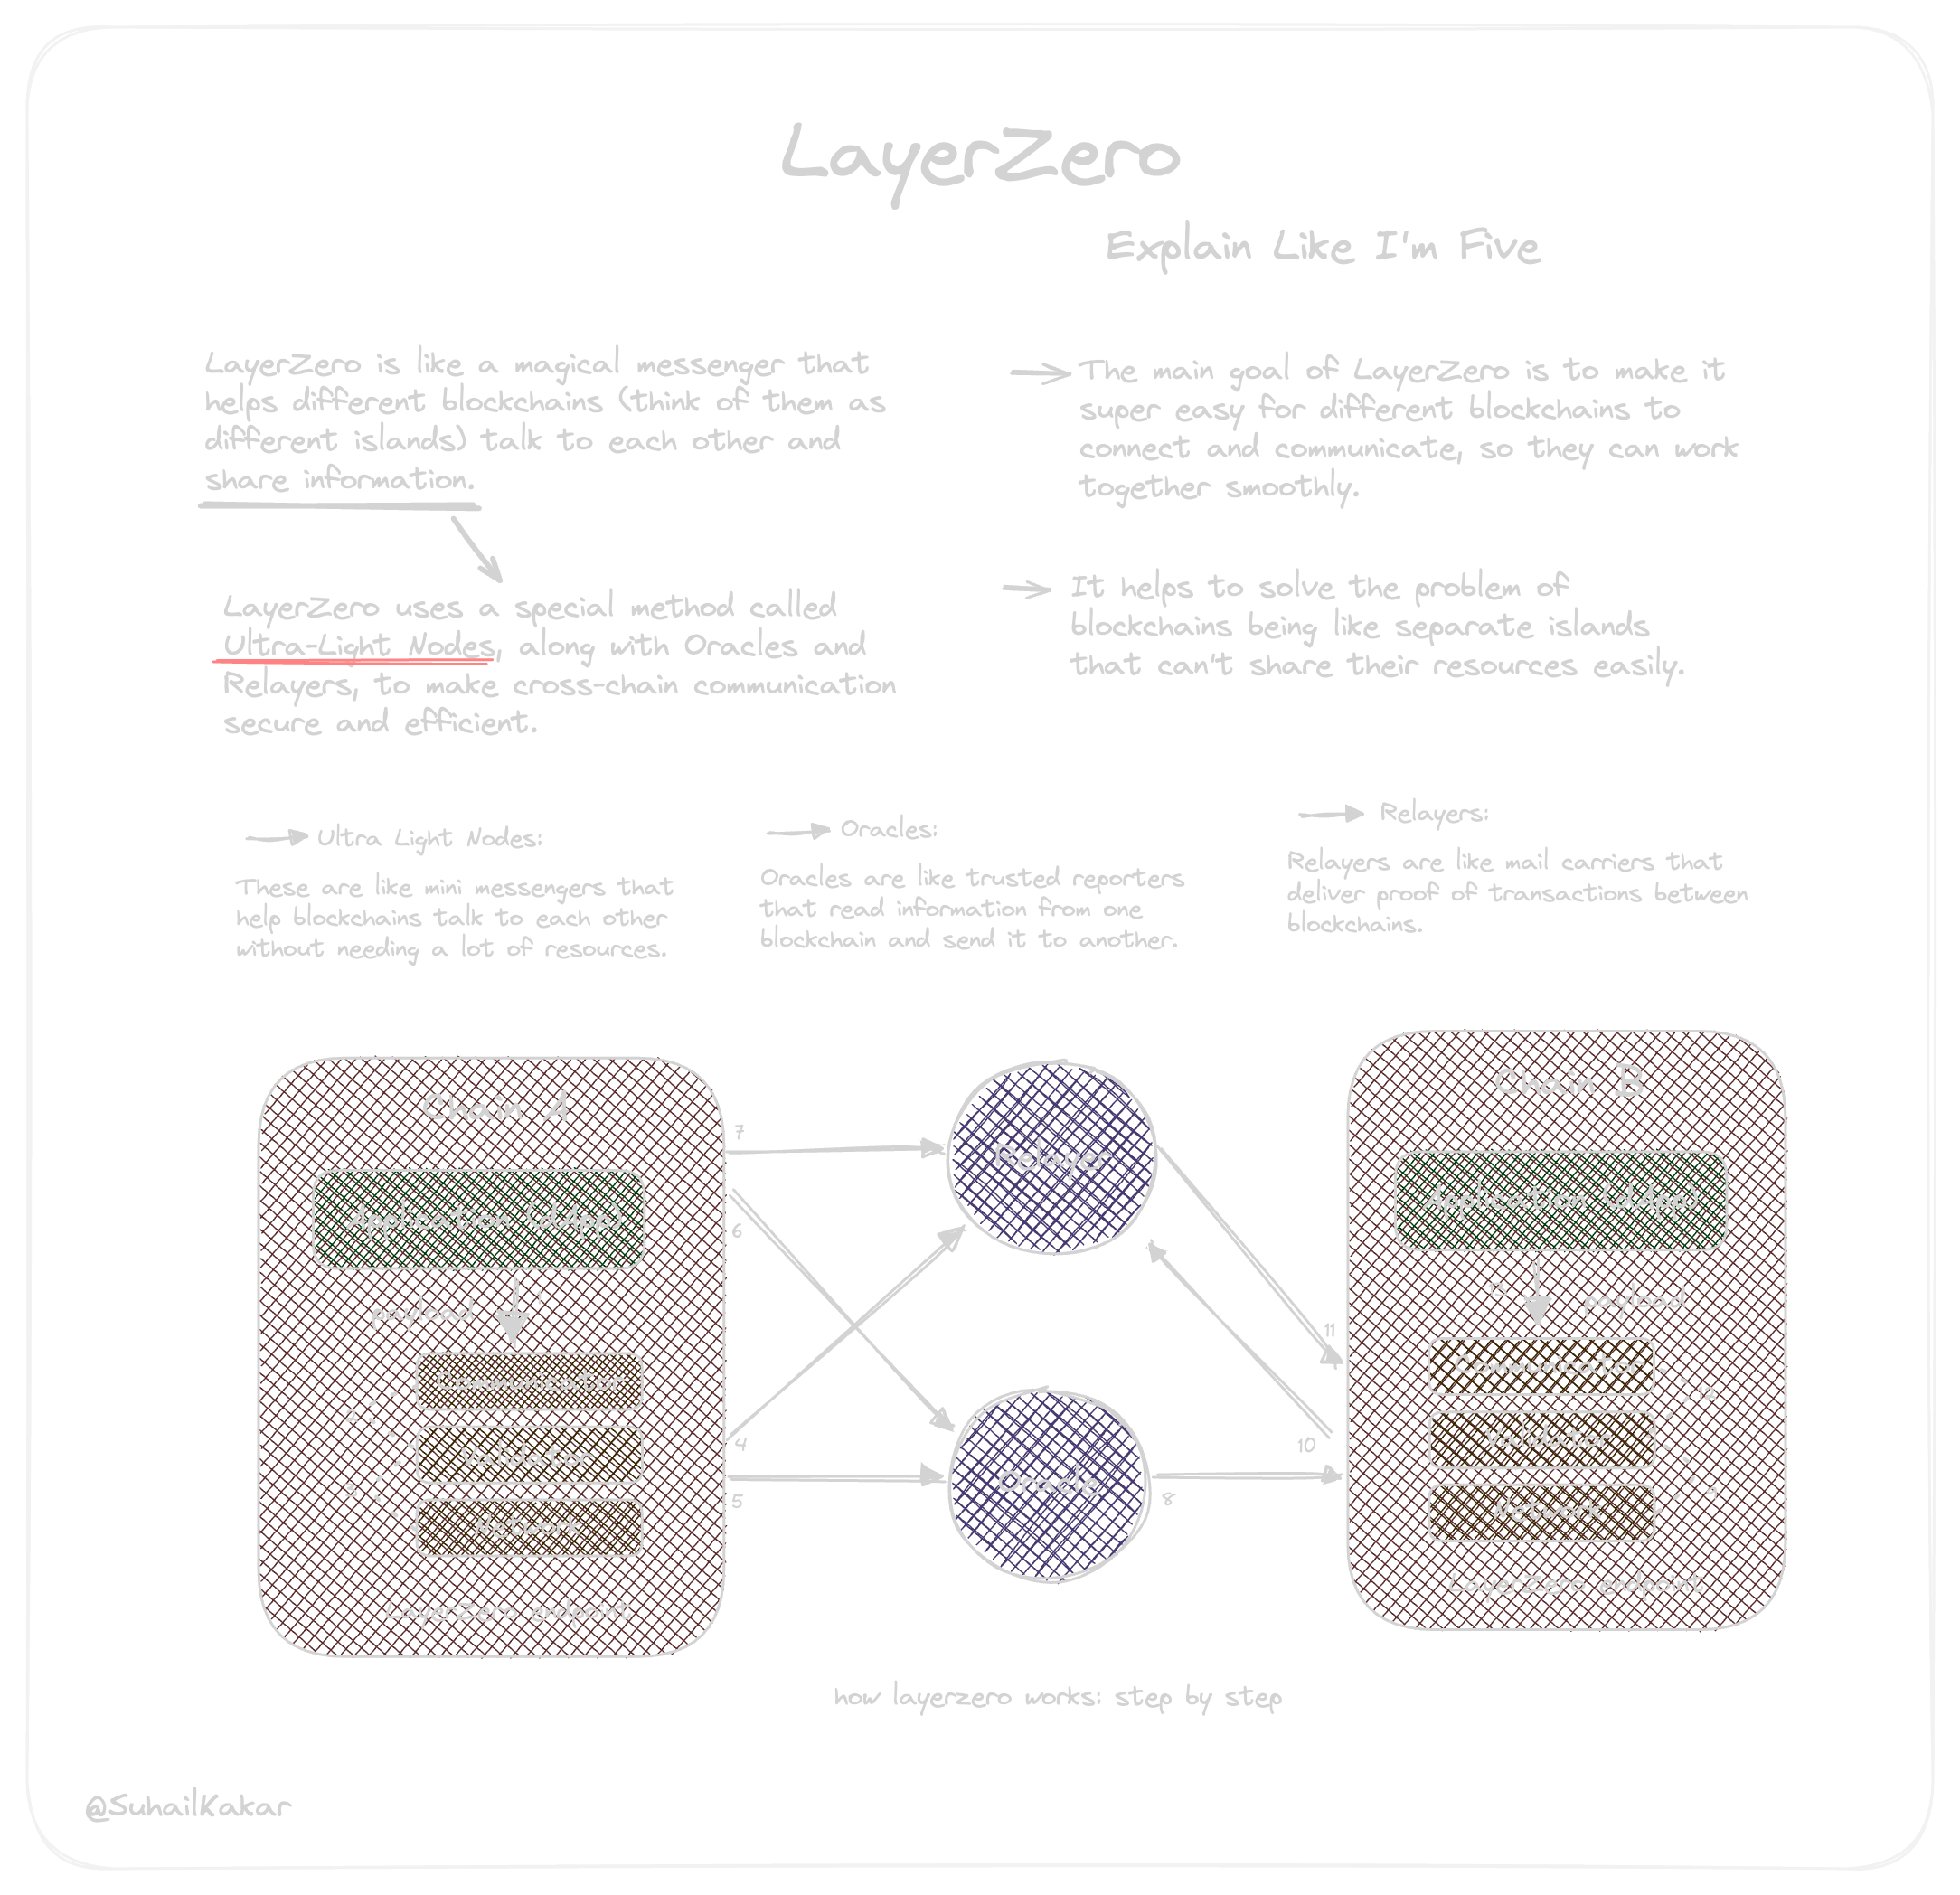 LayerZero
Explain Like I'm Five
LayerZero is like a magical messenger that
helps different blockchains (think of them as
different islands) talk to each other and
share information.
LayerZero uses a special method called
Ultra-Light Nodes, along with Oracles and
Relayers, to make cross-chain communication
secure and efficient.
The main goal of LayerZero is to make it
super easy for different blockchains to
connect and communicate, so they can work
together smoothly.
It helps to solve the problem of
blockchains being like separate islands
that can't share their resources easily.
Ultra Light Nodes:
These are like mini messengers that
help blockchains talk to each other
without needing a lot of resources.
Oracles:
Oracles are like trusted reporters
that read information from one
blockchain and send it to another.
Relayers:
Relayers are like mail carriers that
deliver proof of transactions between
blockchains.
Chain A
Application (dApp)
payload
Communicator
Validator
Network
LayerZero endpoint
7
6
4
5
Relayer
Oracle
11
10
8
Chain B
Application (dApp)
payload
Communicator
Validator
Network
LayerZero endpoint
how layerzero works: step by step
@SuhailKakar